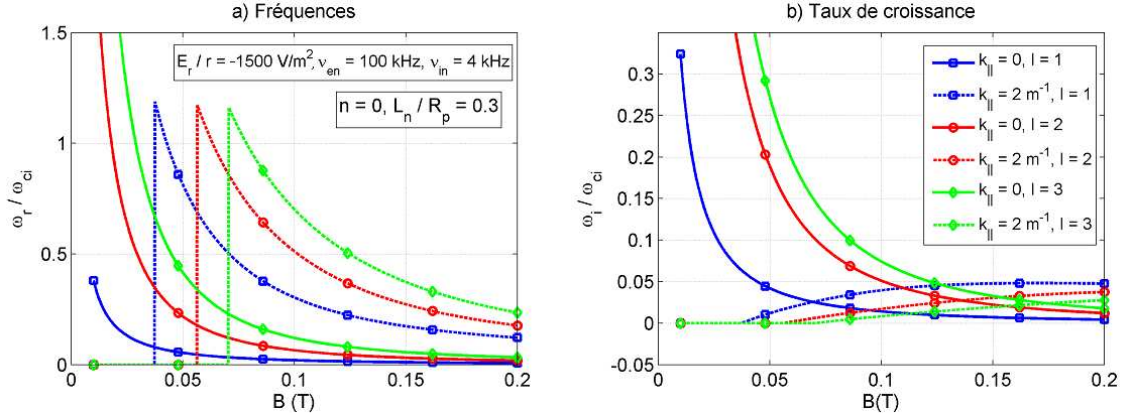 a) Fréquences
E_r / r = -1500 V/m², ν_en = 100 kHz, ν_in = 4 kHz
n = 0, L_n / R_p = 0.3
ω_r / ω_ci
1.5
1
0.5
0
0 0.05 0.1 0.15 0.2
B (T)
b) Taux de croissance
k_|| = 0, l = 1
k_|| = 2 m⁻¹, l = 1
k_|| = 0, l = 2
k_|| = 2 m⁻¹, l = 2
k_|| = 0, l = 3
k_|| = 2 m⁻¹, l = 3
ω_i / ω_ci
0.35
0.3
0.25
0.2
0.15
0.1
0.05
0
-0.05
0 0.05 0.1 0.15 0.2
B(T)